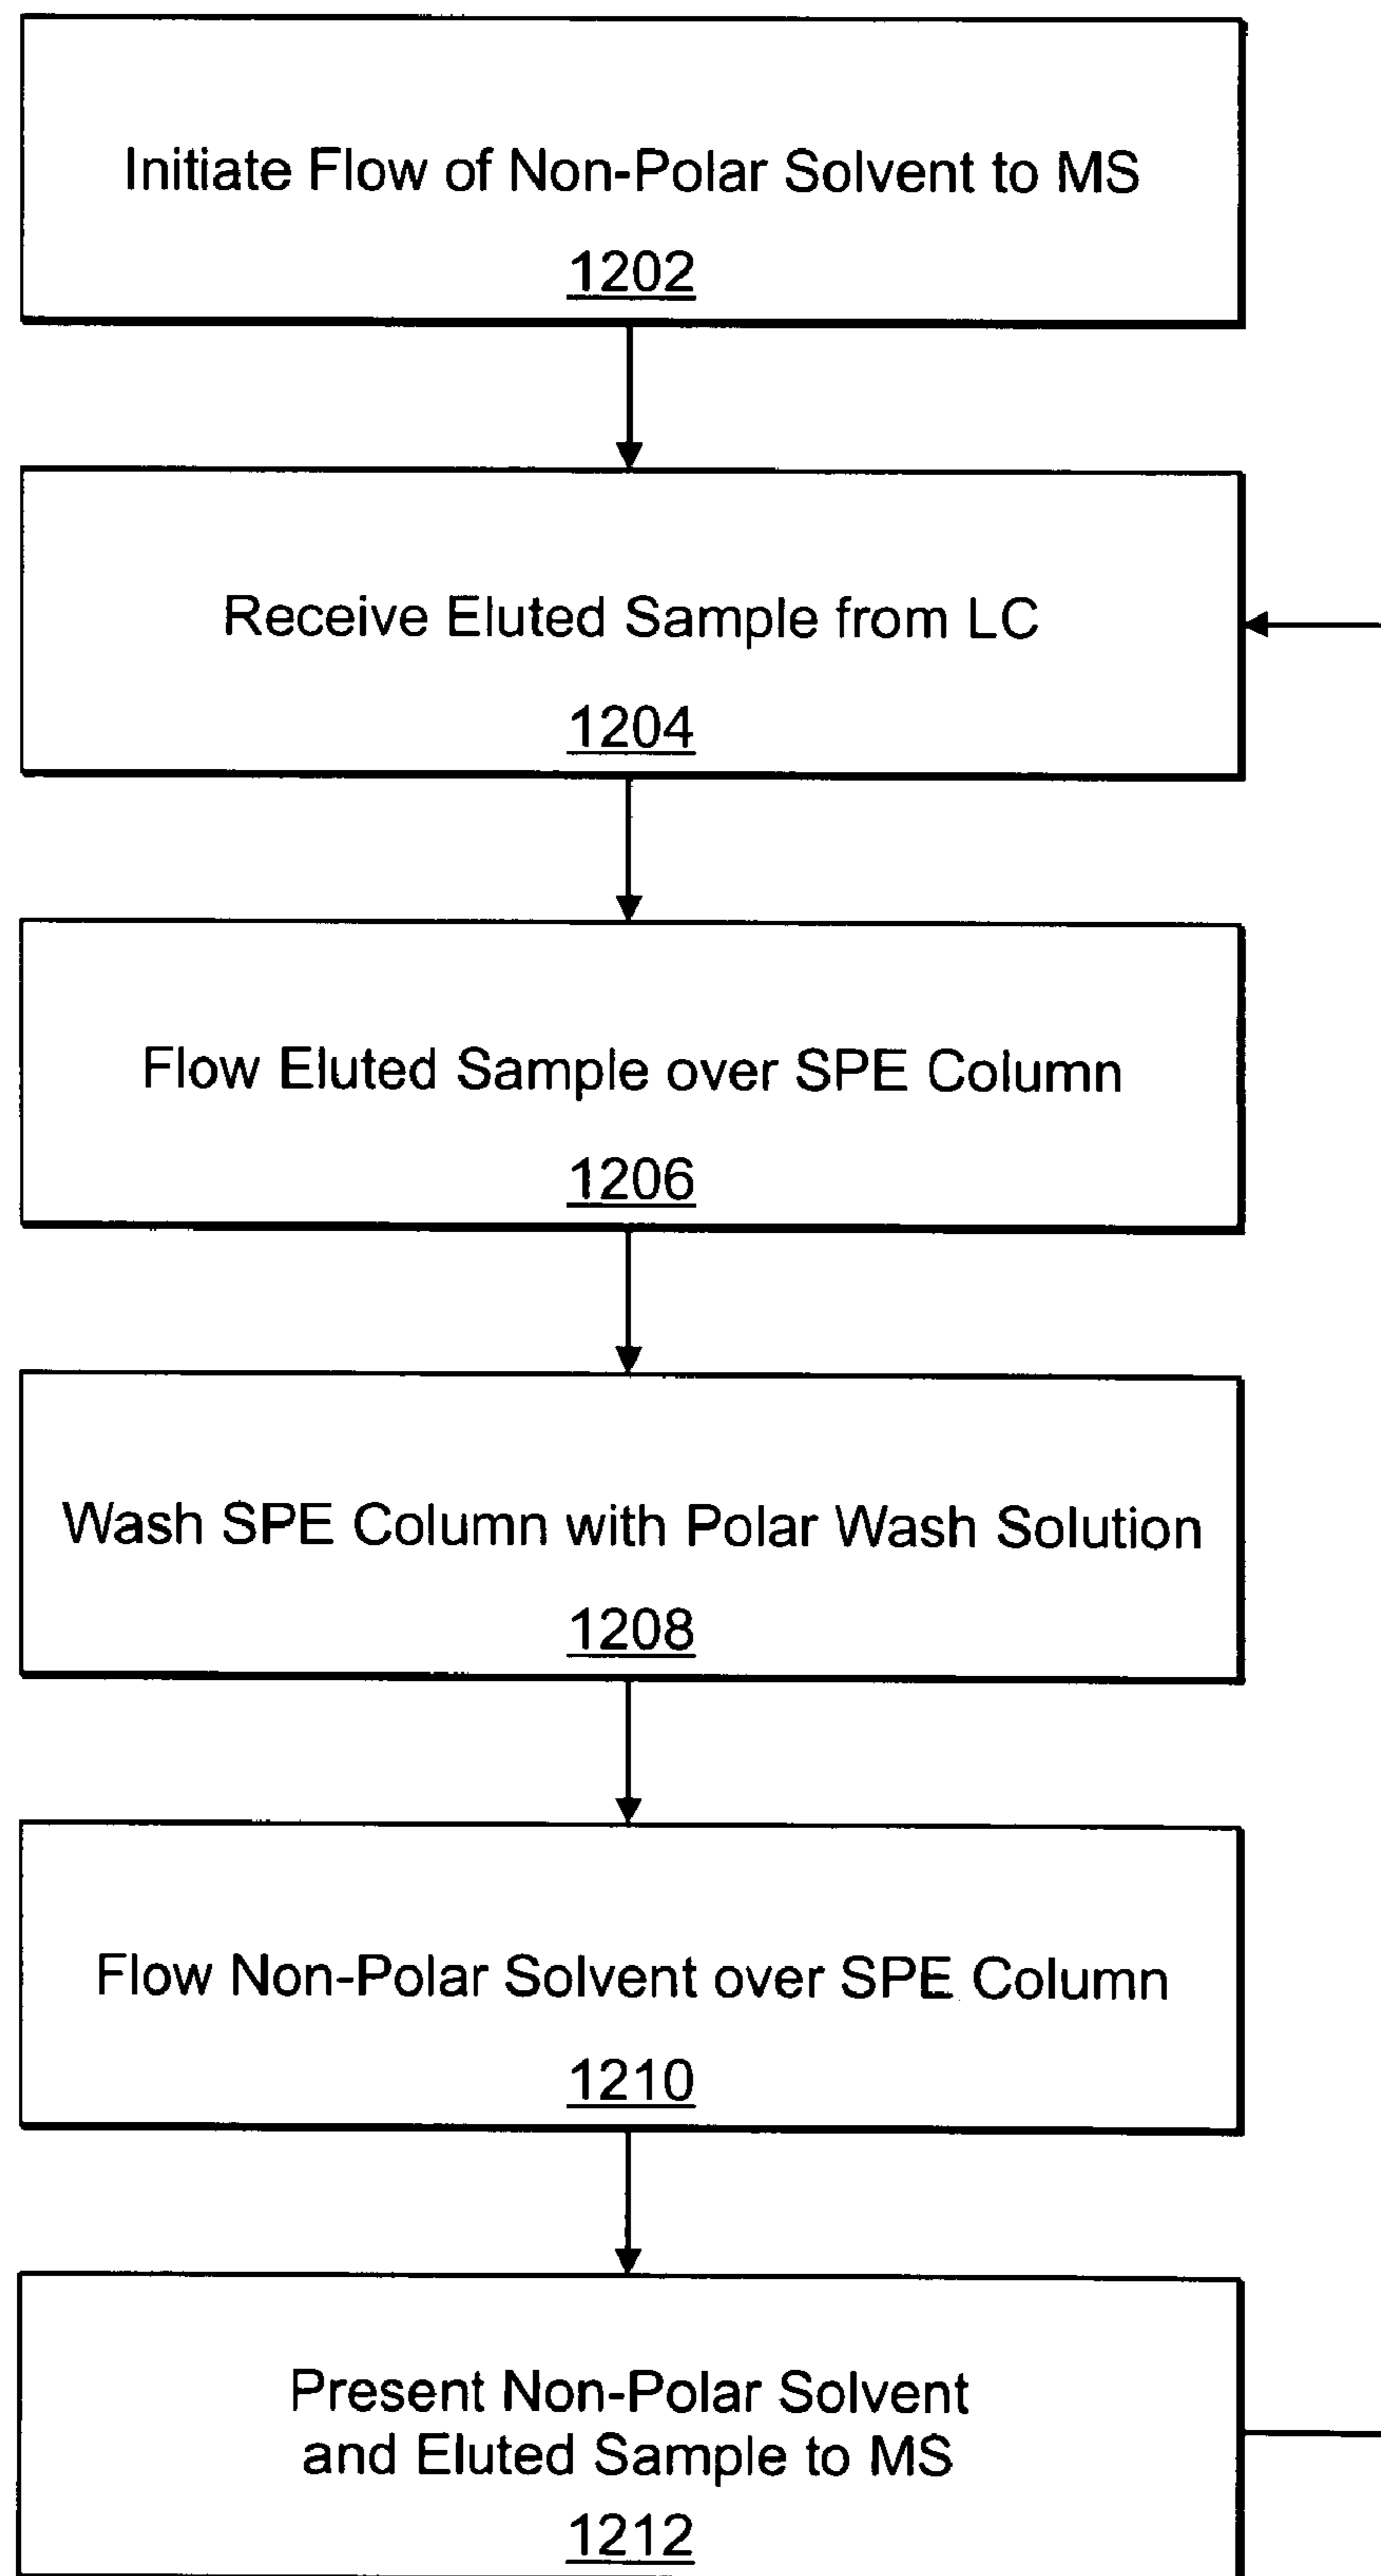 Initiate Flow of Non-Polar Solvent to MS
1202
Receive Eluted Sample from LC
1204
Flow Eluted Sample over SPE Column
1206
Wash SPE Column with Polar Wash Solution
1208
Flow Non-Polar Solvent over SPE Column
1210
Present Non-Polar Solvent
and Eluted Sample to MS
1212